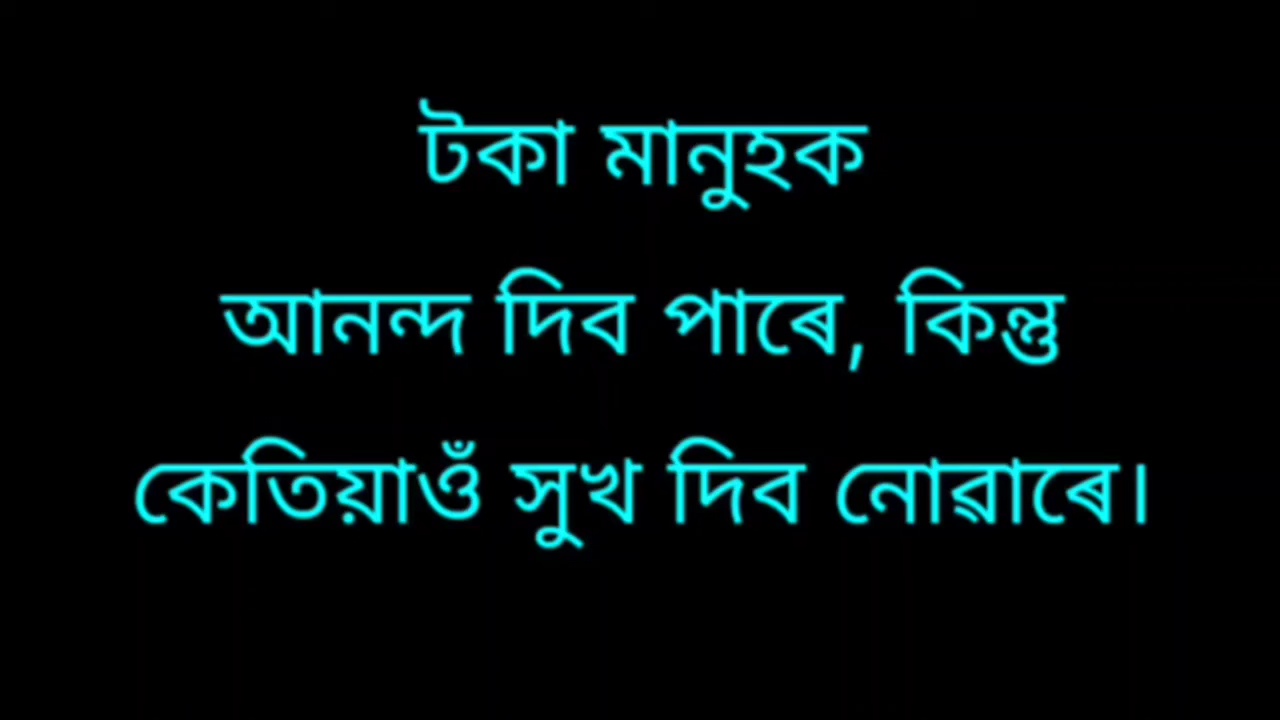 টকা মানুহক
আনন্দ দিব পাৰে, কিন্তু
কেতিয়াওঁ সুখ দিব নোৱাৰে।